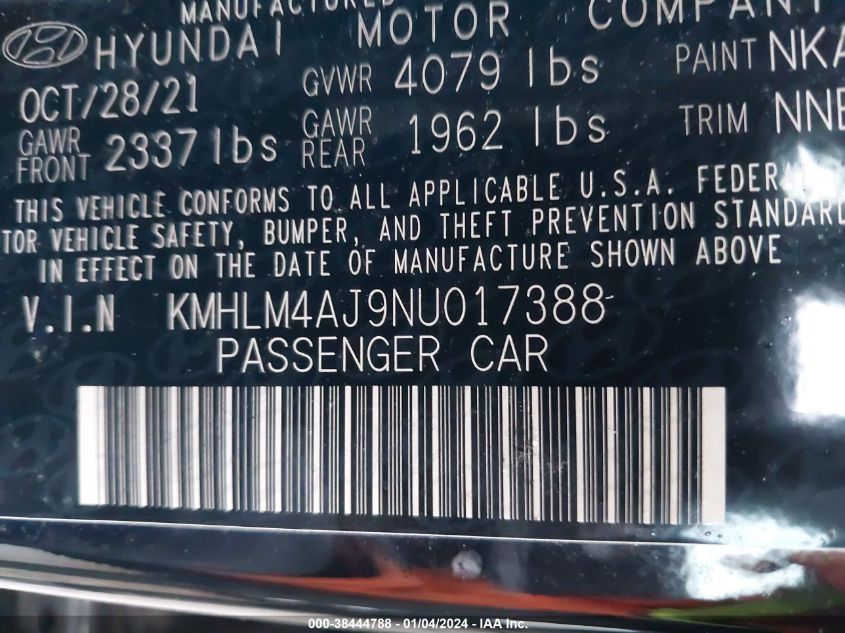 MANUFACTURED
HYUNDAI MOTOR COMPANY
OCT/28/21 GVWR 4079 lbs PAINT NKA
GAWR FRONT 2337 lbs GAWR REAR 1962 lbs TRIM NNB
THIS VEHICLE CONFORMS TO ALL APPLICABLE U.S.A. FEDERAL
TOR VEHICLE SAFETY, BUMPER, AND THEFT PREVENTION STANDARD
IN EFFECT ON THE DATE OF MANUFACTURE SHOWN ABOVE
V.I.N KMHLM4AJ9NU017388
PASSENGER CAR
000-38444788 - 01/04/2024 - IAA Inc.